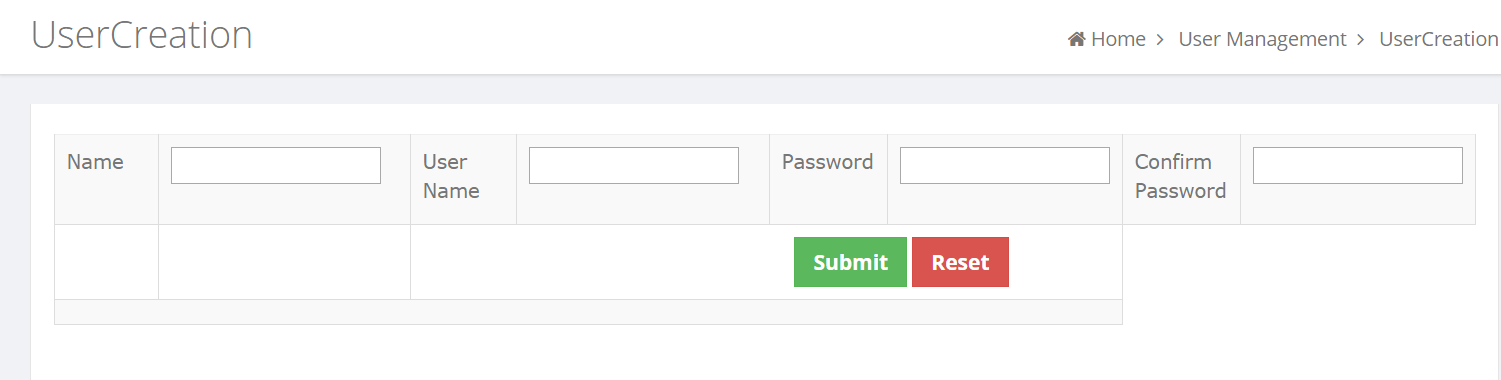 UserCreation
Home > User Management > UserCreation
Name
User
Name
Password
Confirm
Password
Submit
Reset